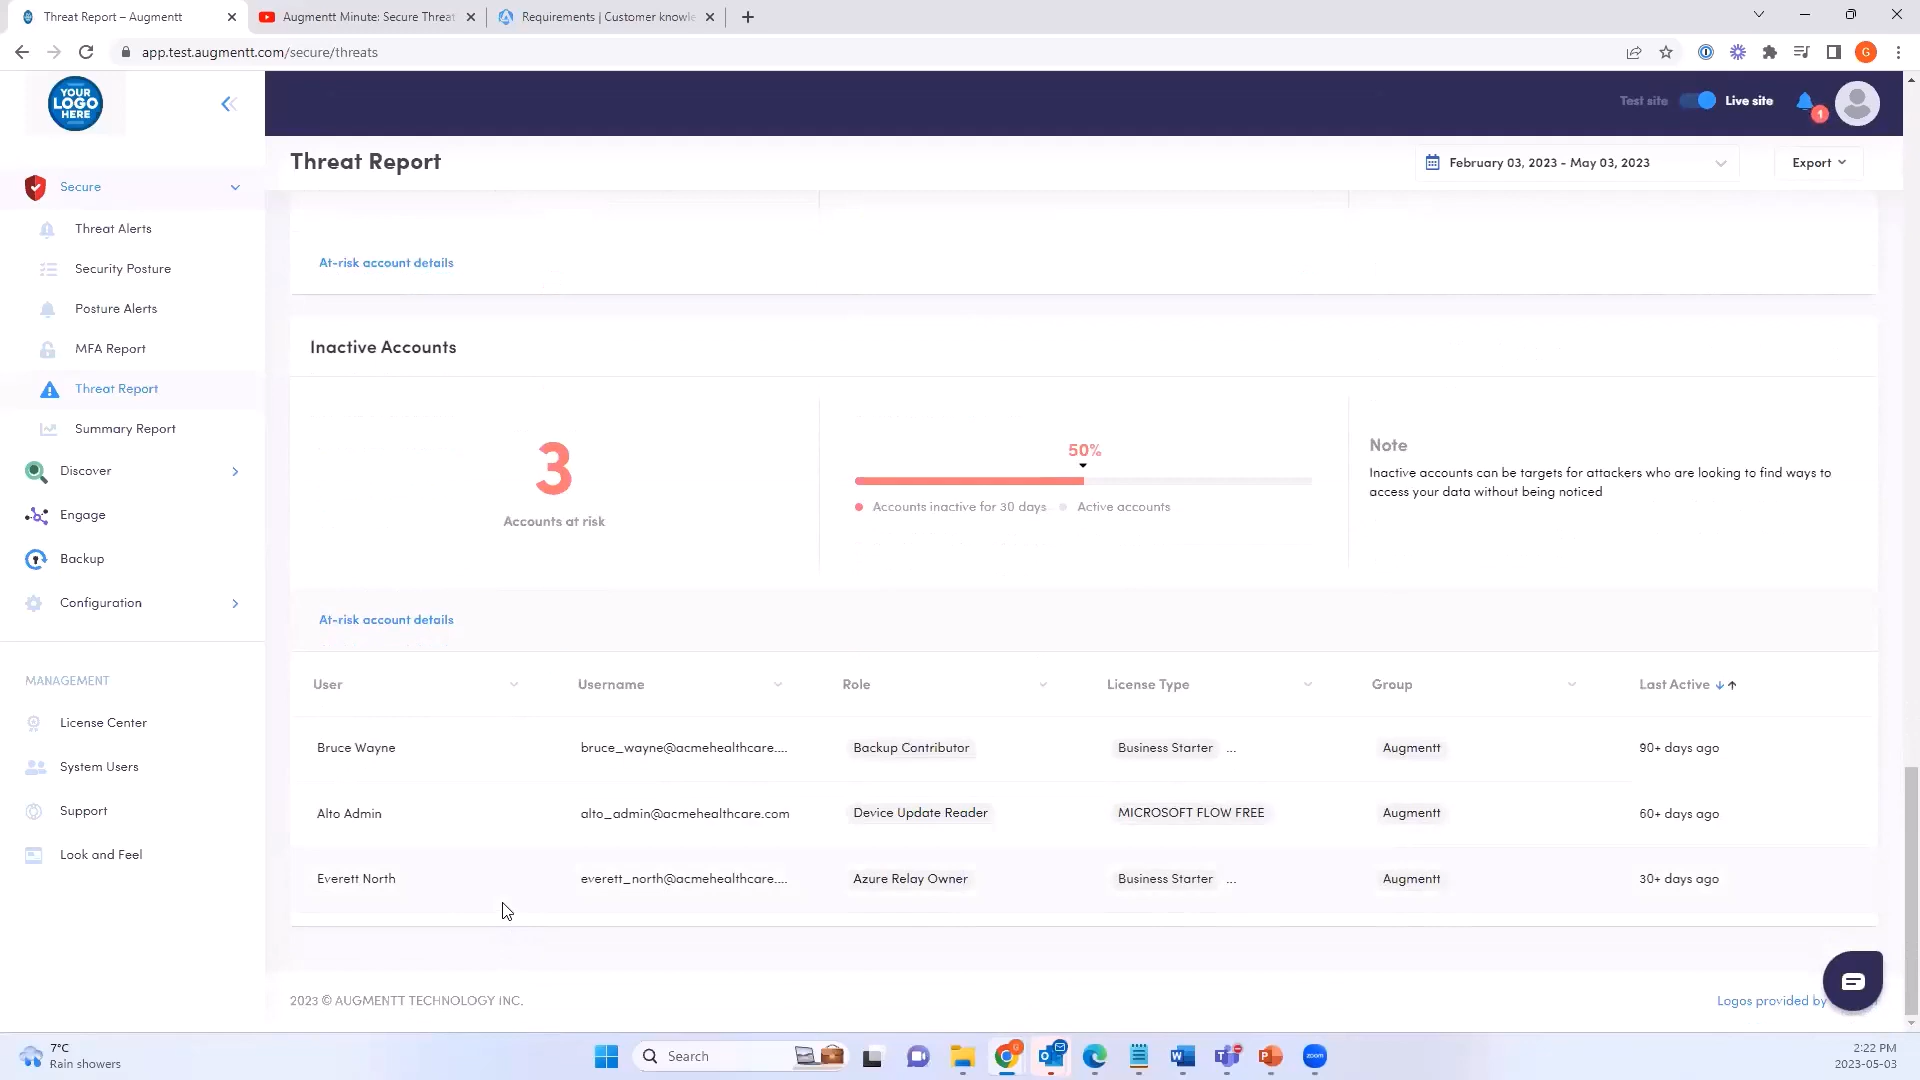 Threat Report – Augmentt
Augmentt Minute: Secure Threat
Requirements | Customer knowle
app.test.augmentt.com/secure/threats
G
YOUR
LOGO
HERE
Test site
Live site
1
Threat Report
February 03, 2023 - May 03, 2023
Export
Secure
Threat Alerts
Security Posture
Posture Alerts
MFA Report
Threat Report
Summary Report
Discover
Engage
Backup
Configuration
MANAGEMENT
License Center
System Users
Support
Look and Feel
At-risk account details
Inactive Accounts
3
Accounts at risk
50%
Accounts inactive for 30 days
Active accounts
Note
Inactive accounts can be targets for attackers who are looking to find ways to
access your data without being noticed
At-risk account details
User Username Role License Type Group Last Active
Bruce Wayne bruce_wayne@acmehealthcare.... Backup Contributor Business Starter ... Augmentt 90+ days ago
Alto Admin alto_admin@acmehealthcare.com Device Update Reader MICROSOFT FLOW FREE Augmentt 60+ days ago
Everett North everett_north@acmehealthcare.... Azure Relay Owner Business Starter ... Augmentt 30+ days ago
2023 © AUGMENTT TECHNOLOGY INC.
Logos provided by
7°C
Rain showers
Search
zoom
2:22 PM
2023-05-03